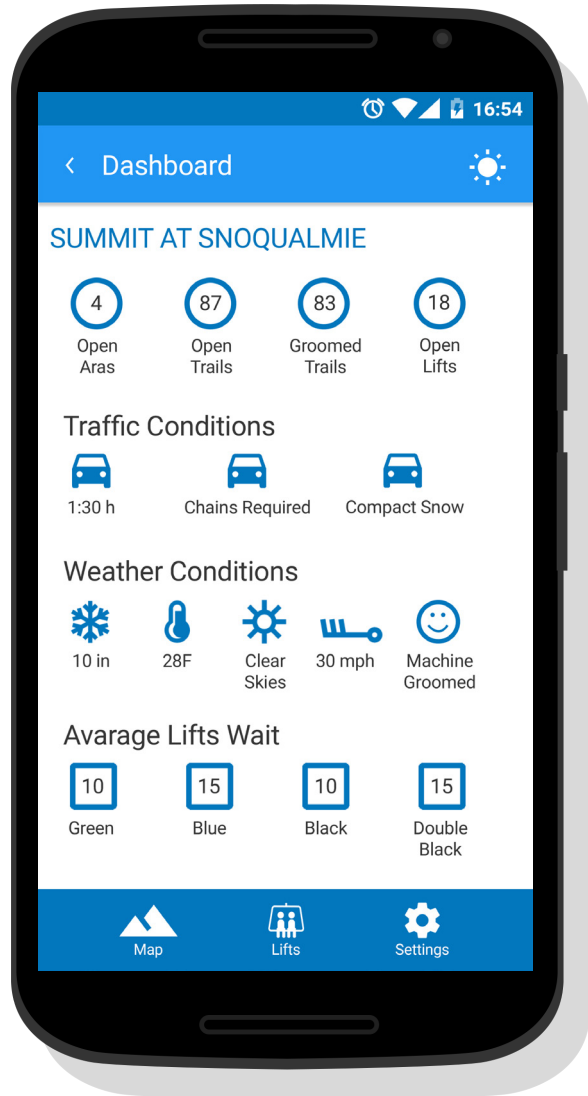 16:54
Dashboard
SUMMIT AT SNOQUALMIE
4 87 83 18
Open Open Groomed Open
Aras Trails Trails Lifts
Traffic Conditions
1:30 h Chains Required Compact Snow
Weather Conditions
10 in 28F Clear 30 mph Machine
Skies Groomed
Avarage Lifts Wait
10 15 10 15
Green Blue Black Double
Black
Map Lifts Settings